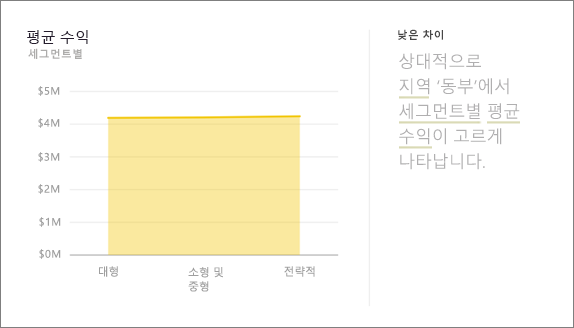 평균 수익
세그먼트별
$5M
$4M
$3M
$2M
$1M
$0M
대형
소형 및
중형
전략적
낮은 차이
상대적으로
지역 ‘동부’에서
세그먼트별 평균
수익이 고르게
나타납니다.